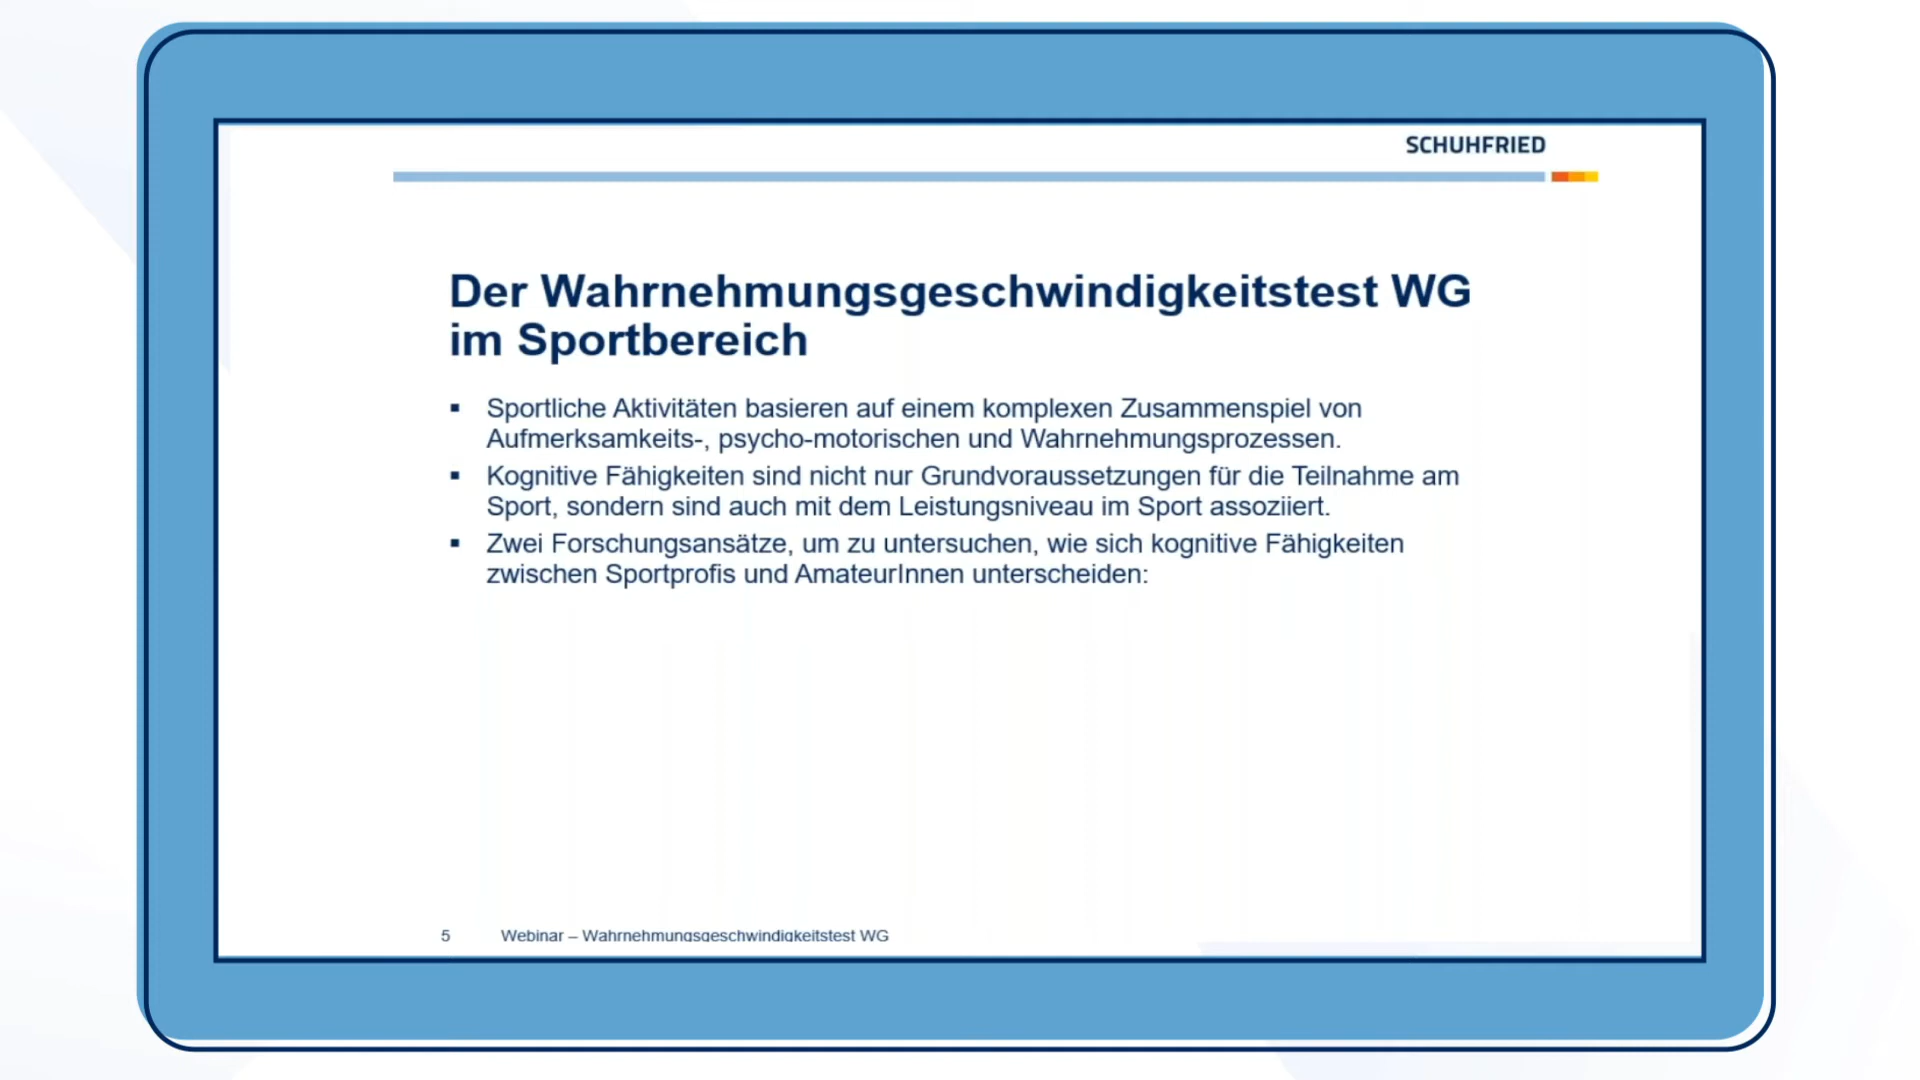 SCHUHFRIED
Der Wahrnehmungsgeschwindigkeitstest WG
im Sportbereich
▪ Sportliche Aktivitäten basieren auf einem komplexen Zusammenspiel von
Aufmerksamkeits-, psycho-motorischen und Wahrnehmungsprozessen.
▪ Kognitive Fähigkeiten sind nicht nur Grundvoraussetzungen für die Teilnahme am
Sport, sondern sind auch mit dem Leistungsniveau im Sport assoziiert.
▪ Zwei Forschungsansätze, um zu untersuchen, wie sich kognitive Fähigkeiten
zwischen Sportprofis und AmateurInnen unterscheiden:
5 Webinar – Wahrnehmungsgeschwindigkeitstest WG